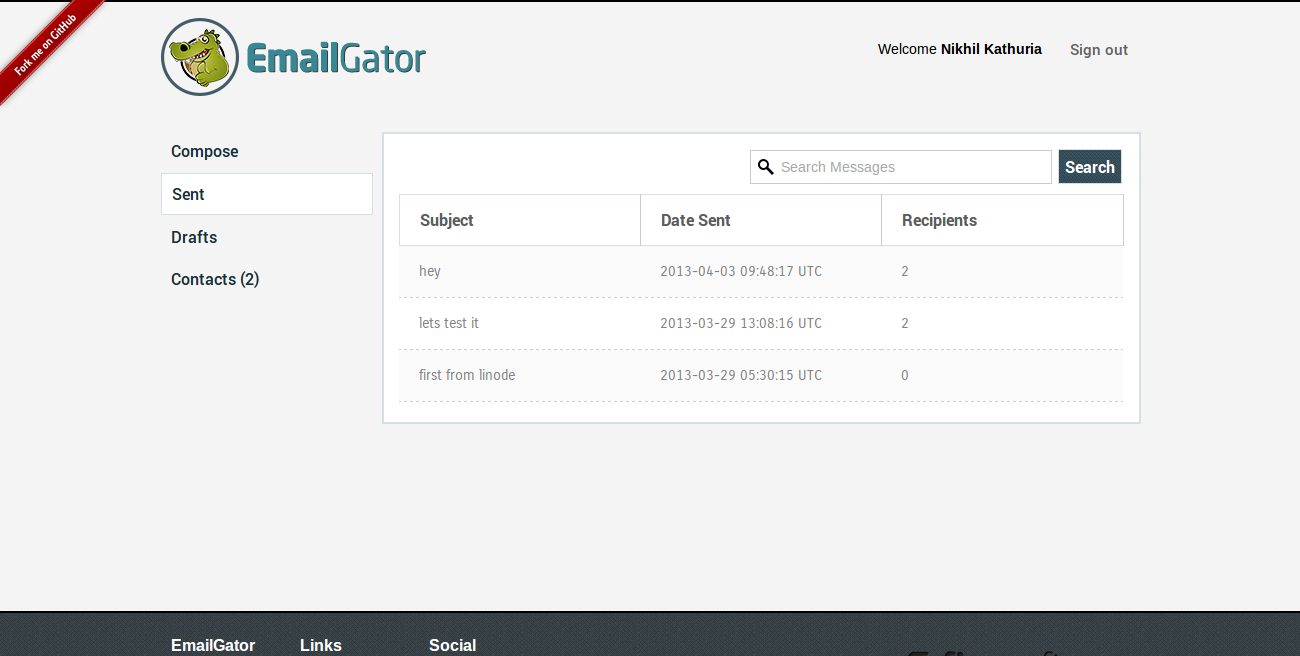 Fork me on GitHub
EmailGator
Welcome Nikhil Kathuria Sign out
Compose
Sent
Drafts
Contacts (2)
Search Messages Search
Subject Date Sent Recipients
hey 2013-04-03 09:48:17 UTC 2
lets test it 2013-03-29 13:08:16 UTC 2
first from linode 2013-03-29 05:30:15 UTC 0
EmailGator Links Social